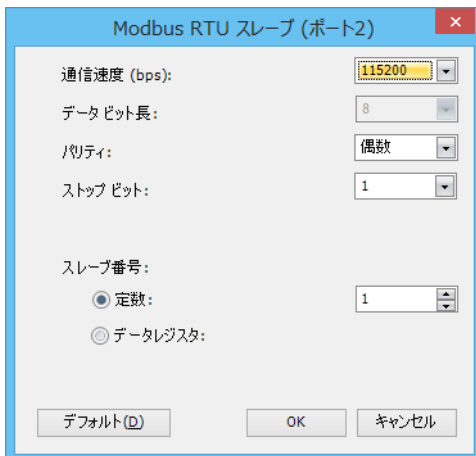 Modbus RTU スレーブ (ポート2)
通信速度 (bps): 115200
データ ビット長: 8
パリティ: 偶数
ストップ ビット: 1
スレーブ番号:
定数: 1
データレジスタ:
デフォルト(D) OK キャンセル